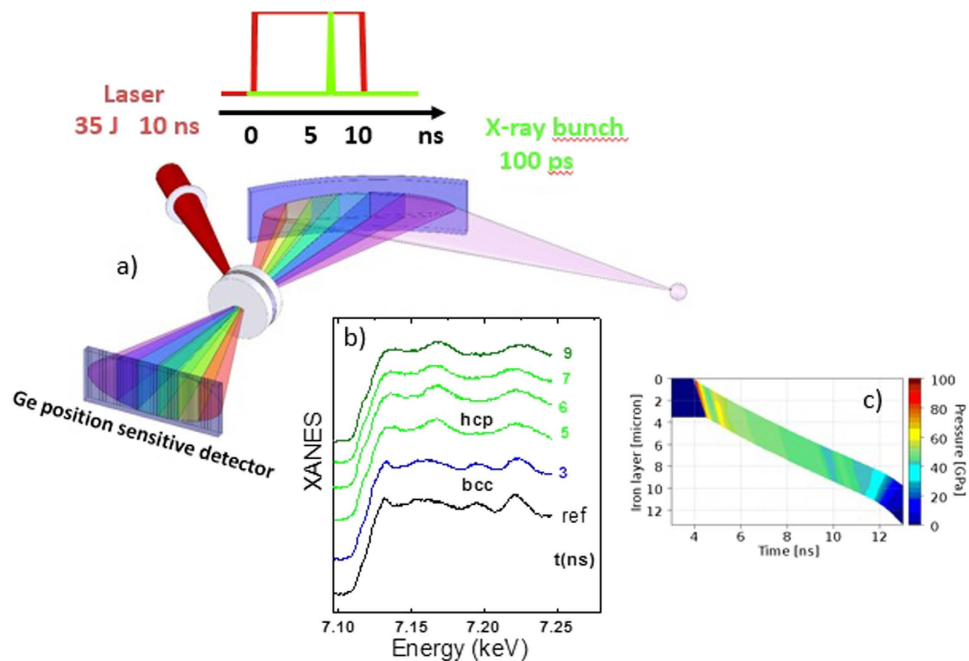 Laser
35 J 10 ns
0 5 10 ns
X-ray bunch
100 ps
a)
Ge position sensitive detector
b)
XANES
9
7
6
hcp
5
3
bcc
ref
t(ns)
7.10 7.15 7.20 7.25
Energy (keV)
c)
Iron layer [micron]
0
2
4
6
8
10
12
4 6 8 10 12
Time [ns]
100
80
60
40
20
0
Pressure [GPa]